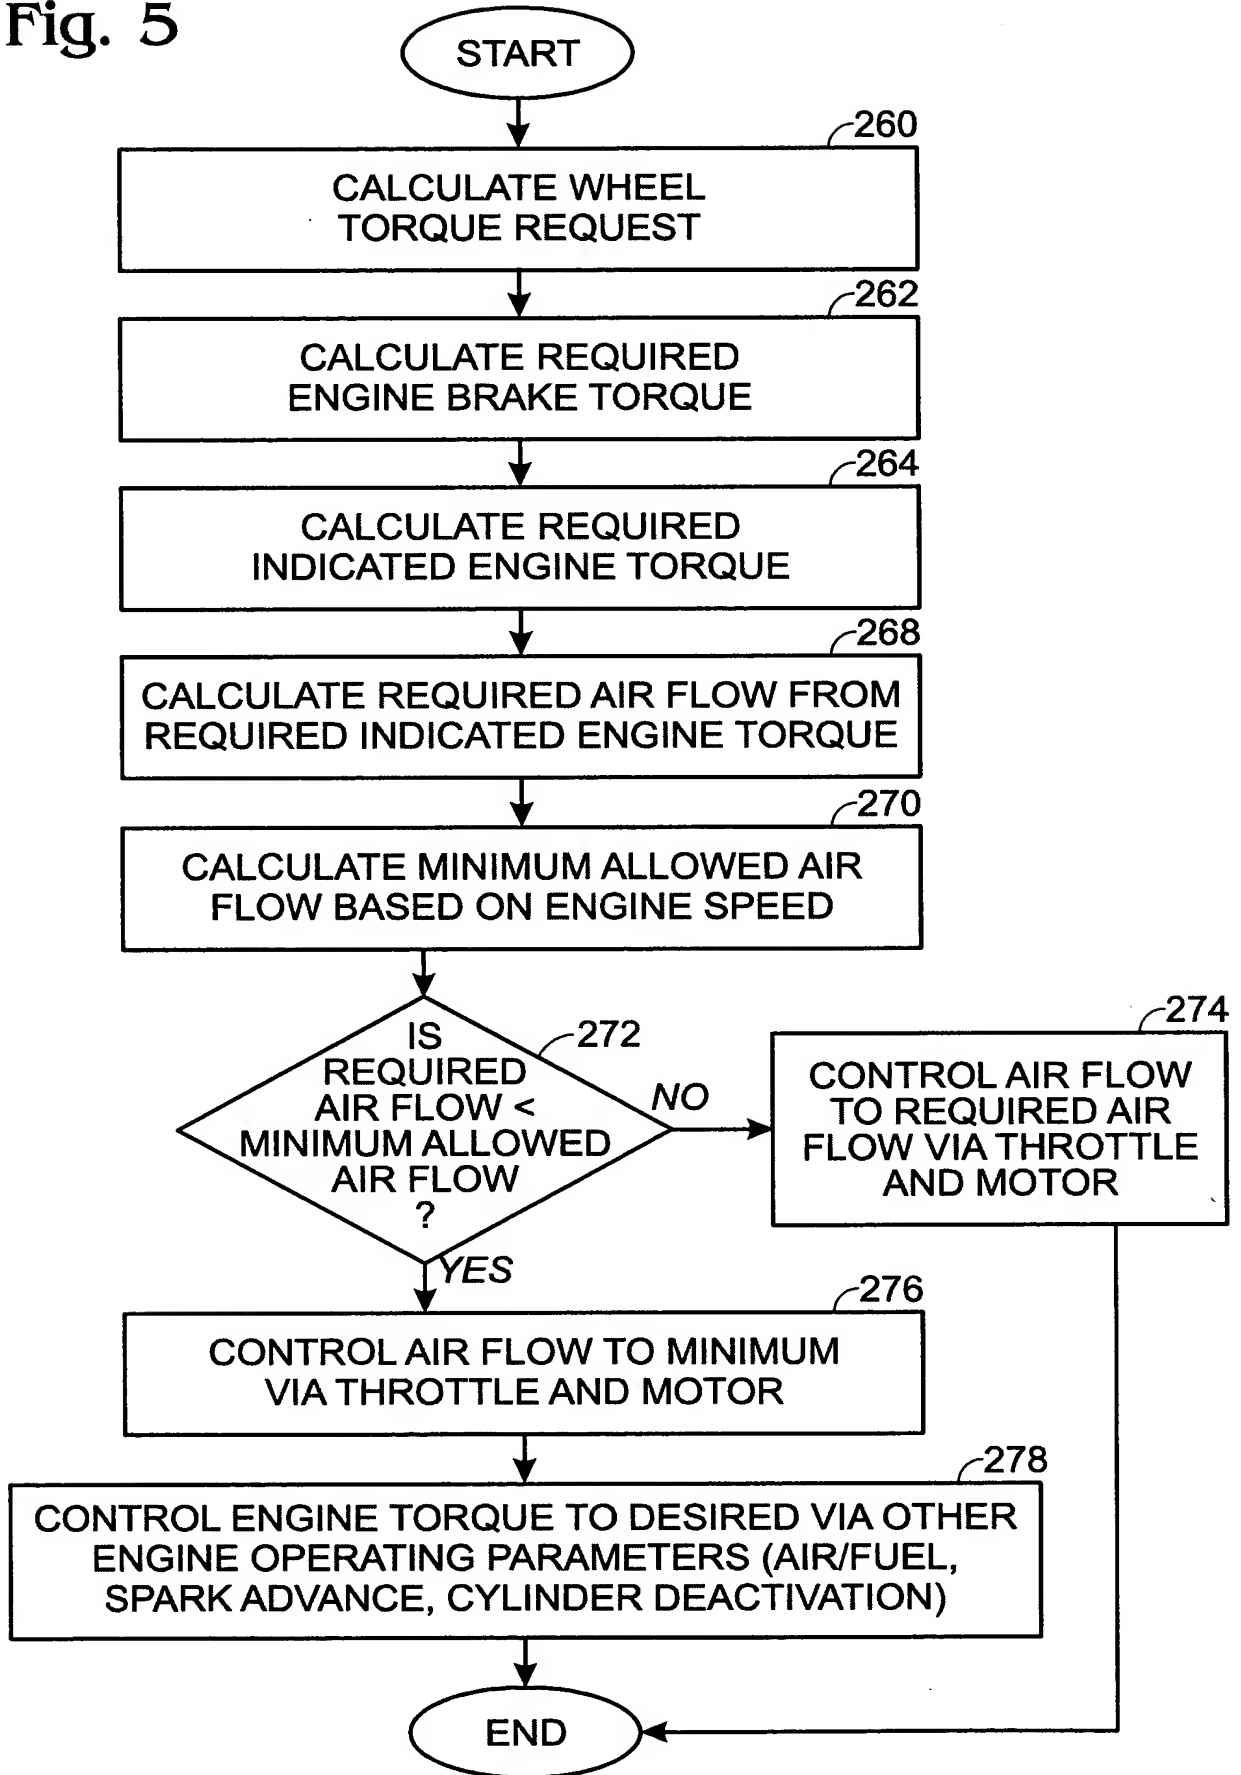 Fig. 5
START
260
CALCULATE WHEEL
TORQUE REQUEST
262
CALCULATE REQUIRED
ENGINE BRAKE TORQUE
264
CALCULATE REQUIRED
INDICATED ENGINE TORQUE
268
CALCULATE REQUIRED AIR FLOW FROM
REQUIRED INDICATED ENGINE TORQUE
270
CALCULATE MINIMUM ALLOWED AIR
FLOW BASED ON ENGINE SPEED
272
IS
REQUIRED
AIR FLOW <
MINIMUM ALLOWED
AIR FLOW
?
NO
274
CONTROL AIR FLOW
TO REQUIRED AIR
FLOW VIA THROTTLE
AND MOTOR
YES
276
CONTROL AIR FLOW TO MINIMUM
VIA THROTTLE AND MOTOR
278
CONTROL ENGINE TORQUE TO DESIRED VIA OTHER
ENGINE OPERATING PARAMETERS (AIR/FUEL,
SPARK ADVANCE, CYLINDER DEACTIVATION)
END